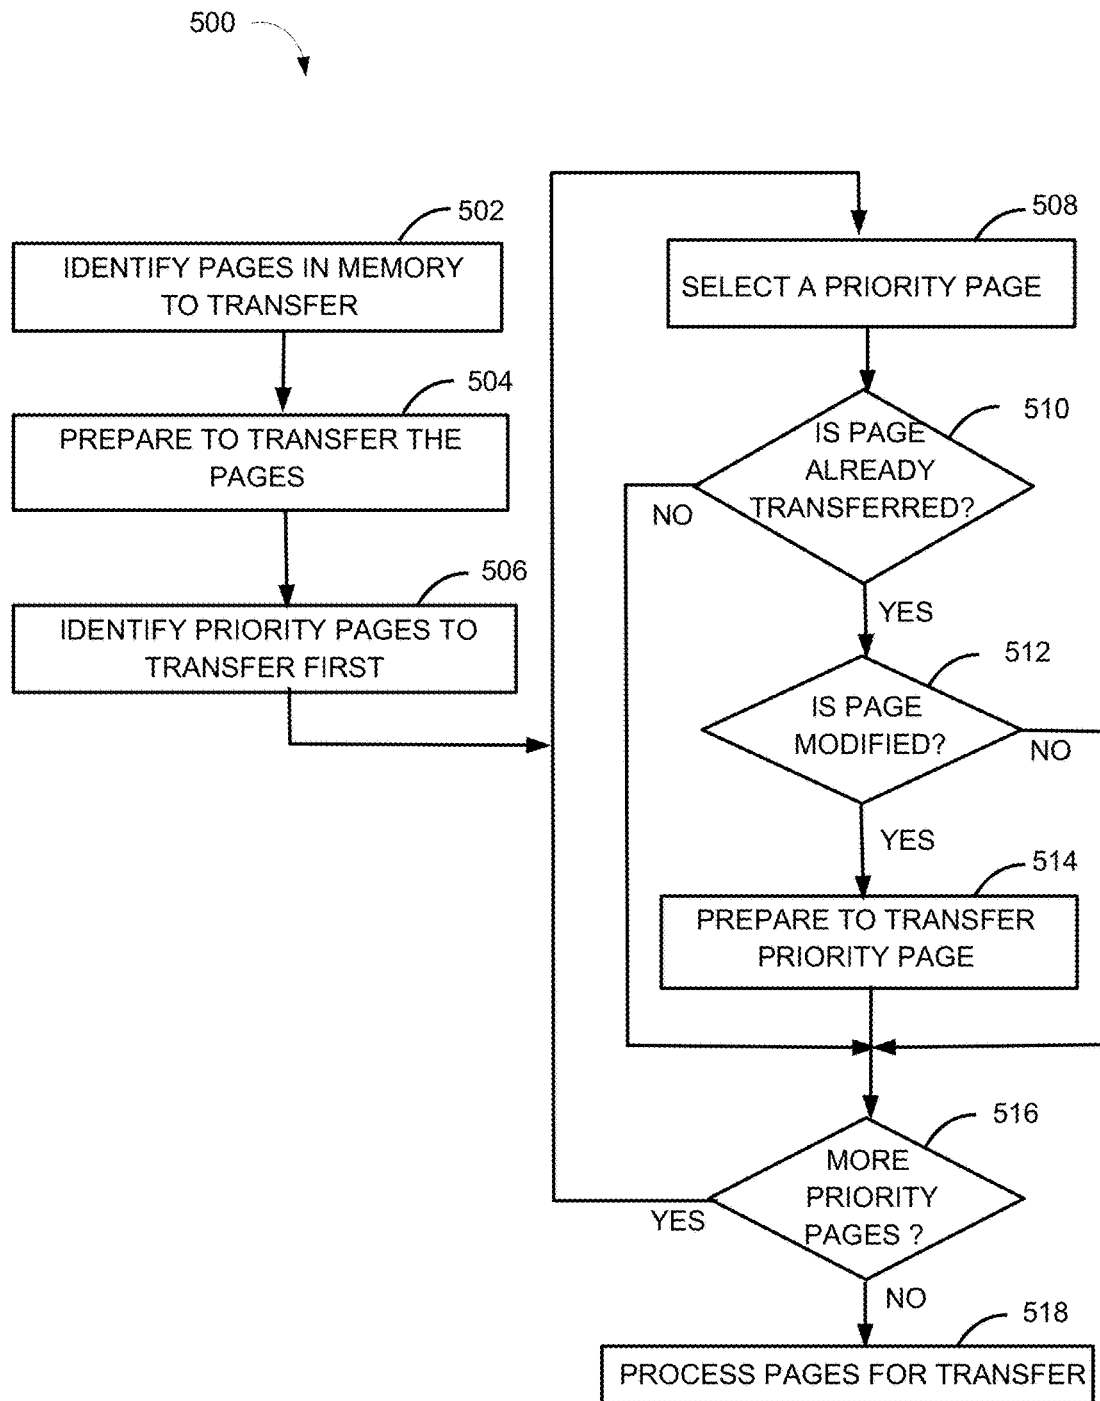 500
502
IDENTIFY PAGES IN MEMORY
TO TRANSFER
504
PREPARE TO TRANSFER THE
PAGES
506
IDENTIFY PRIORITY PAGES TO
TRANSFER FIRST
508
SELECT A PRIORITY PAGE
510
IS PAGE
ALREADY
TRANSFERRED?
NO
YES
512
IS PAGE
MODIFIED?
NO
YES
514
PREPARE TO TRANSFER
PRIORITY PAGE
516
MORE
PRIORITY
PAGES ?
YES
NO
518
PROCESS PAGES FOR TRANSFER